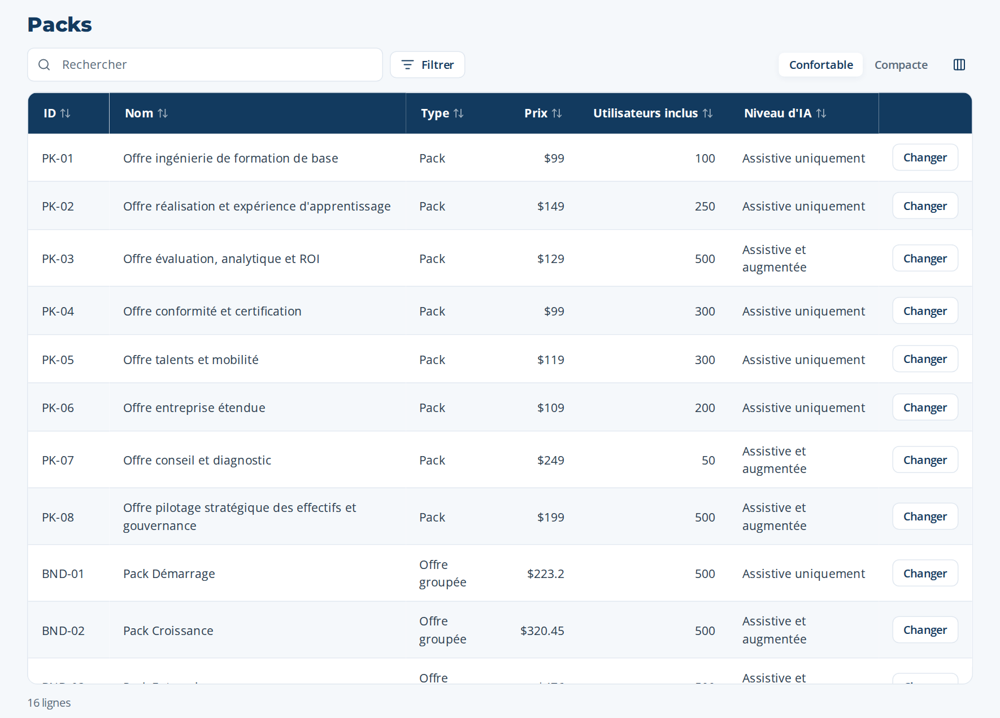 Packs
Rechercher
Filtrer
Confortable
Compacte
ID
Nom
Type
Prix
Utilisateurs inclus
Niveau d'IA
PK-01
Offre ingénierie de formation de base
Pack
$99
100
Assistive uniquement
Changer
PK-02
Offre réalisation et expérience d'apprentissage
Pack
$149
250
Assistive uniquement
Changer
PK-03
Offre évaluation, analytique et ROI
Pack
$129
500
Assistive et
augmentée
Changer
PK-04
Offre conformité et certification
Pack
$99
300
Assistive uniquement
Changer
PK-05
Offre talents et mobilité
Pack
$119
300
Assistive uniquement
Changer
PK-06
Offre entreprise étendue
Pack
$109
200
Assistive uniquement
Changer
PK-07
Offre conseil et diagnostic
Pack
$249
50
Assistive et
augmentée
Changer
PK-08
Offre pilotage stratégique des effectifs et
gouvernance
Pack
$199
500
Assistive et
augmentée
Changer
BND-01
Pack Démarrage
Offre
groupée
$223.2
500
Assistive uniquement
Changer
BND-02
Pack Croissance
Offre
groupée
$320.45
500
Assistive et
augmentée
Changer
Offre
Assistive et
16 lignes